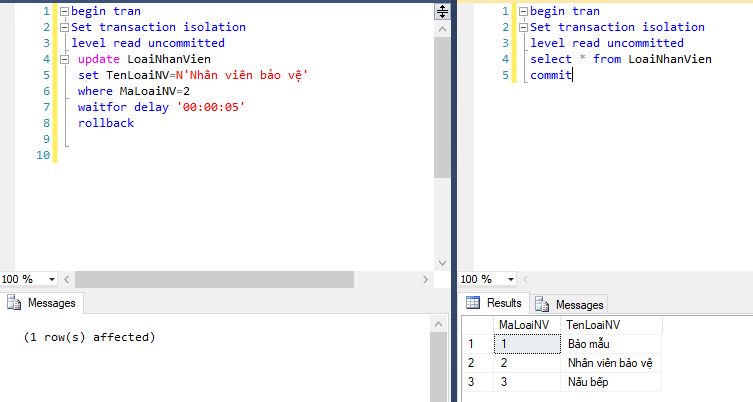 1 begin tran
2 Set transaction isolation
3 level read uncommitted
4 update LoaiNhanVien
5 set TenLoaiNV=N'Nhân viên bảo vệ'
6 where MaLoaiNV=2
7 waitfor delay '00:00:05'
8 rollback
9
10
100 %
Messages
(1 row(s) affected)
1 begin tran
2 Set transaction isolation
3 level read uncommitted
4 select * from LoaiNhanVien
5 commit
100 %
Results Messages
MaLoaiNV TenLoaiNV
1 1 Bảo mẫu
2 2 Nhân viên bảo vệ
3 3 Nấu bếp